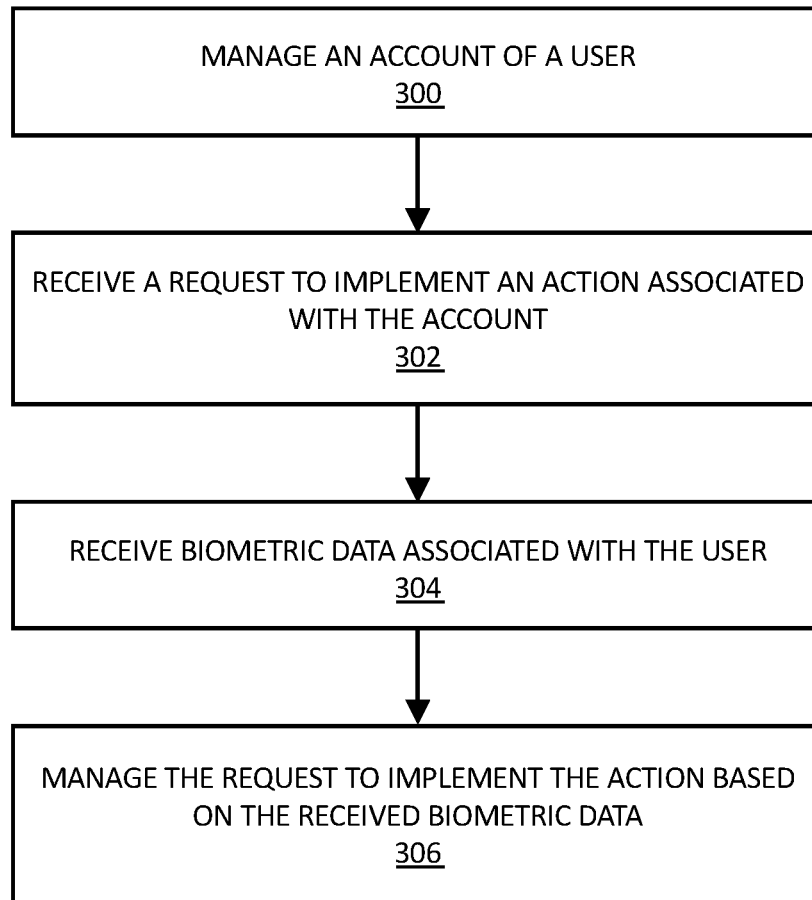 MANAGE AN ACCOUNT OF A USER
300
RECEIVE A REQUEST TO IMPLEMENT AN ACTION ASSOCIATED
WITH THE ACCOUNT
302
RECEIVE BIOMETRIC DATA ASSOCIATED WITH THE USER
304
MANAGE THE REQUEST TO IMPLEMENT THE ACTION BASED
ON THE RECEIVED BIOMETRIC DATA
306